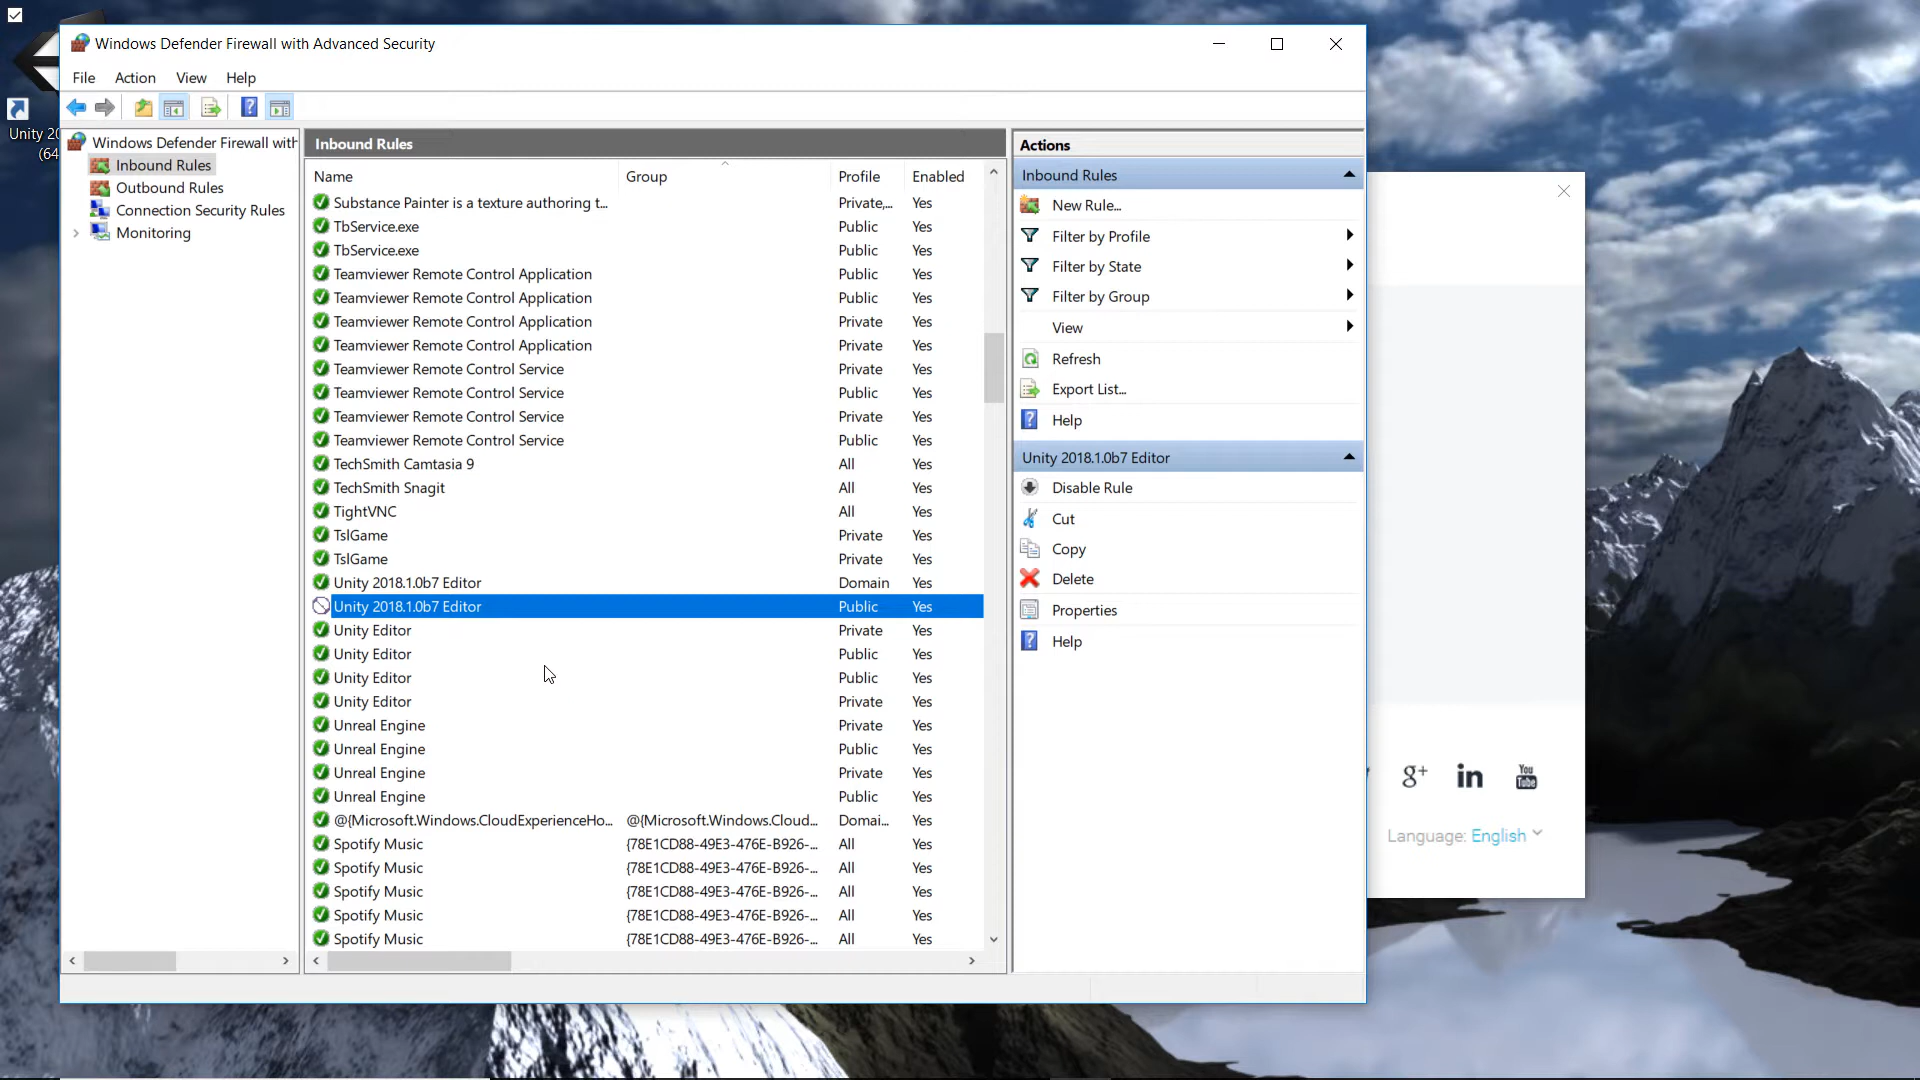 Windows Defender Firewall with Advanced Security
File Action View Help
Unity 20
(64
Windows Defender Firewall with
Inbound Rules
Outbound Rules
Connection Security Rules
Monitoring
Inbound Rules
Name Group Profile Enabled
Substance Painter is a texture authoring t... Private,... Yes
TbService.exe Public Yes
TbService.exe Public Yes
Teamviewer Remote Control Application Public Yes
Teamviewer Remote Control Application Public Yes
Teamviewer Remote Control Application Private Yes
Teamviewer Remote Control Application Private Yes
Teamviewer Remote Control Service Private Yes
Teamviewer Remote Control Service Public Yes
Teamviewer Remote Control Service Private Yes
Teamviewer Remote Control Service Public Yes
TechSmith Camtasia 9 All Yes
TechSmith Snagit All Yes
TightVNC All Yes
TslGame Private Yes
TslGame Private Yes
Unity 2018.1.0b7 Editor Domain Yes
Unity 2018.1.0b7 Editor Public Yes
Unity Editor Private Yes
Unity Editor Public Yes
Unity Editor Public Yes
Unity Editor Private Yes
Unreal Engine Private Yes
Unreal Engine Public Yes
Unreal Engine Private Yes
Unreal Engine Public Yes
@{Microsoft.Windows.CloudExperienceHo... @{Microsoft.Windows.Cloud... Domai... Yes
Spotify Music {78E1CD88-49E3-476E-B926-... All Yes
Spotify Music {78E1CD88-49E3-476E-B926-... All Yes
Spotify Music {78E1CD88-49E3-476E-B926-... All Yes
Spotify Music {78E1CD88-49E3-476E-B926-... All Yes
Spotify Music {78E1CD88-49E3-476E-B926-... All Yes
Actions
Inbound Rules
New Rule...
Filter by Profile
Filter by State
Filter by Group
View
Refresh
Export List...
Help
Unity 2018.1.0b7 Editor
Disable Rule
Cut
Copy
Delete
Properties
Help
g+ in You Tube
Language: English